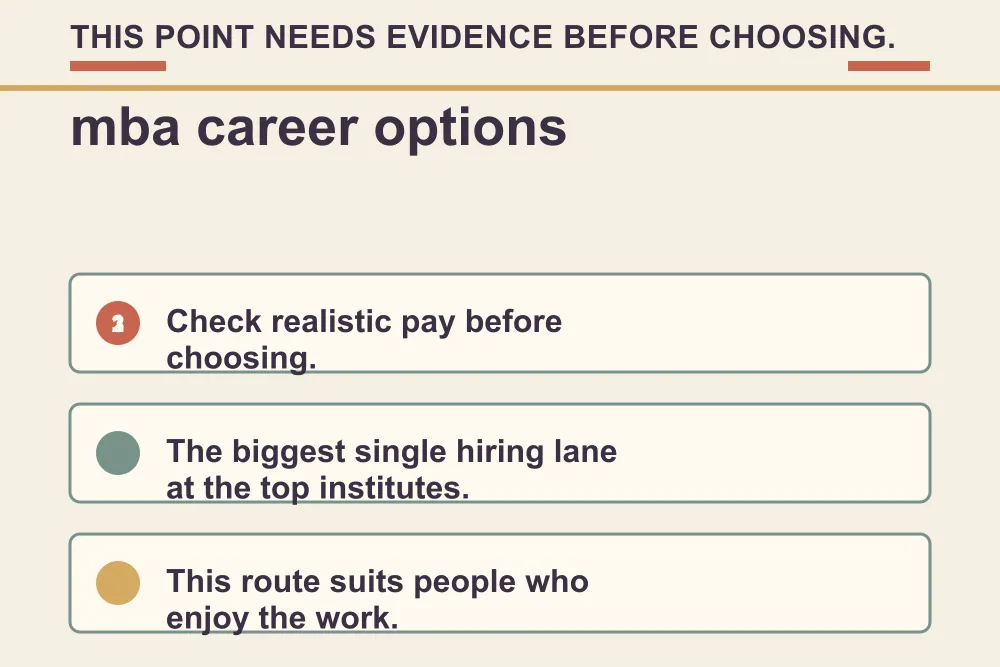 THIS POINT NEEDS EVIDENCE BEFORE CHOOSING.
mba career options
Check realistic pay before
choosing.
The biggest single hiring lane
at the top institutes.
This route suits people who
enjoy the work.